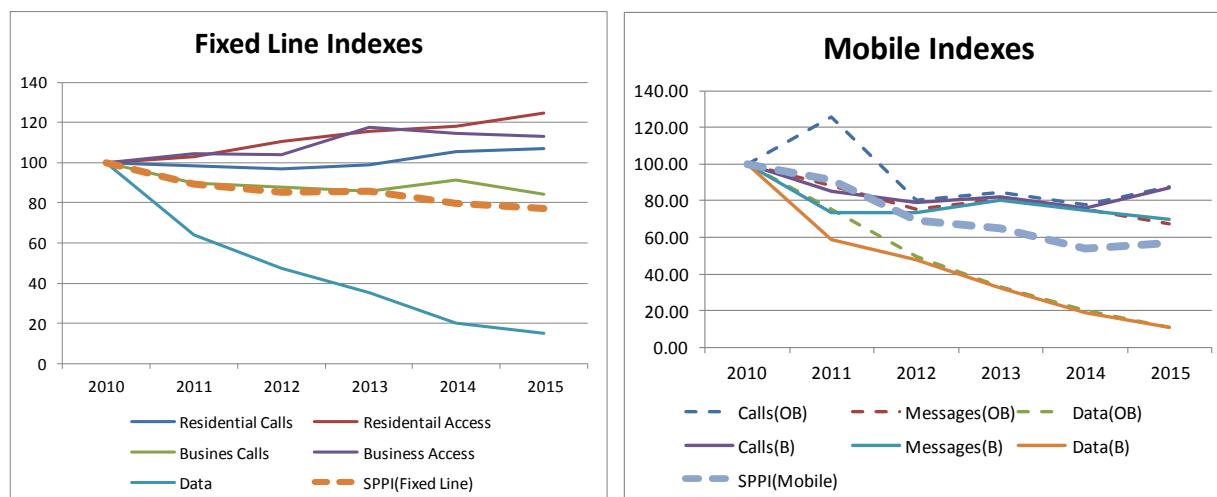 Fixed Line Indexes
140
120
100
80
60
40
20
0
2010 2011 2012 2013 2014 2015
Residential Calls Residentail Access
Busines Calls Business Access
Data SPPI(Fixed Line)
Mobile Indexes
140.00
120.00
100.00
80.00
60.00
40.00
20.00
0.00
2010 2011 2012 2013 2014 2015
Calls(OB) Messages(OB) Data(OB)
Calls(B) Messages(B) Data(B)
SPPI(Mobile)